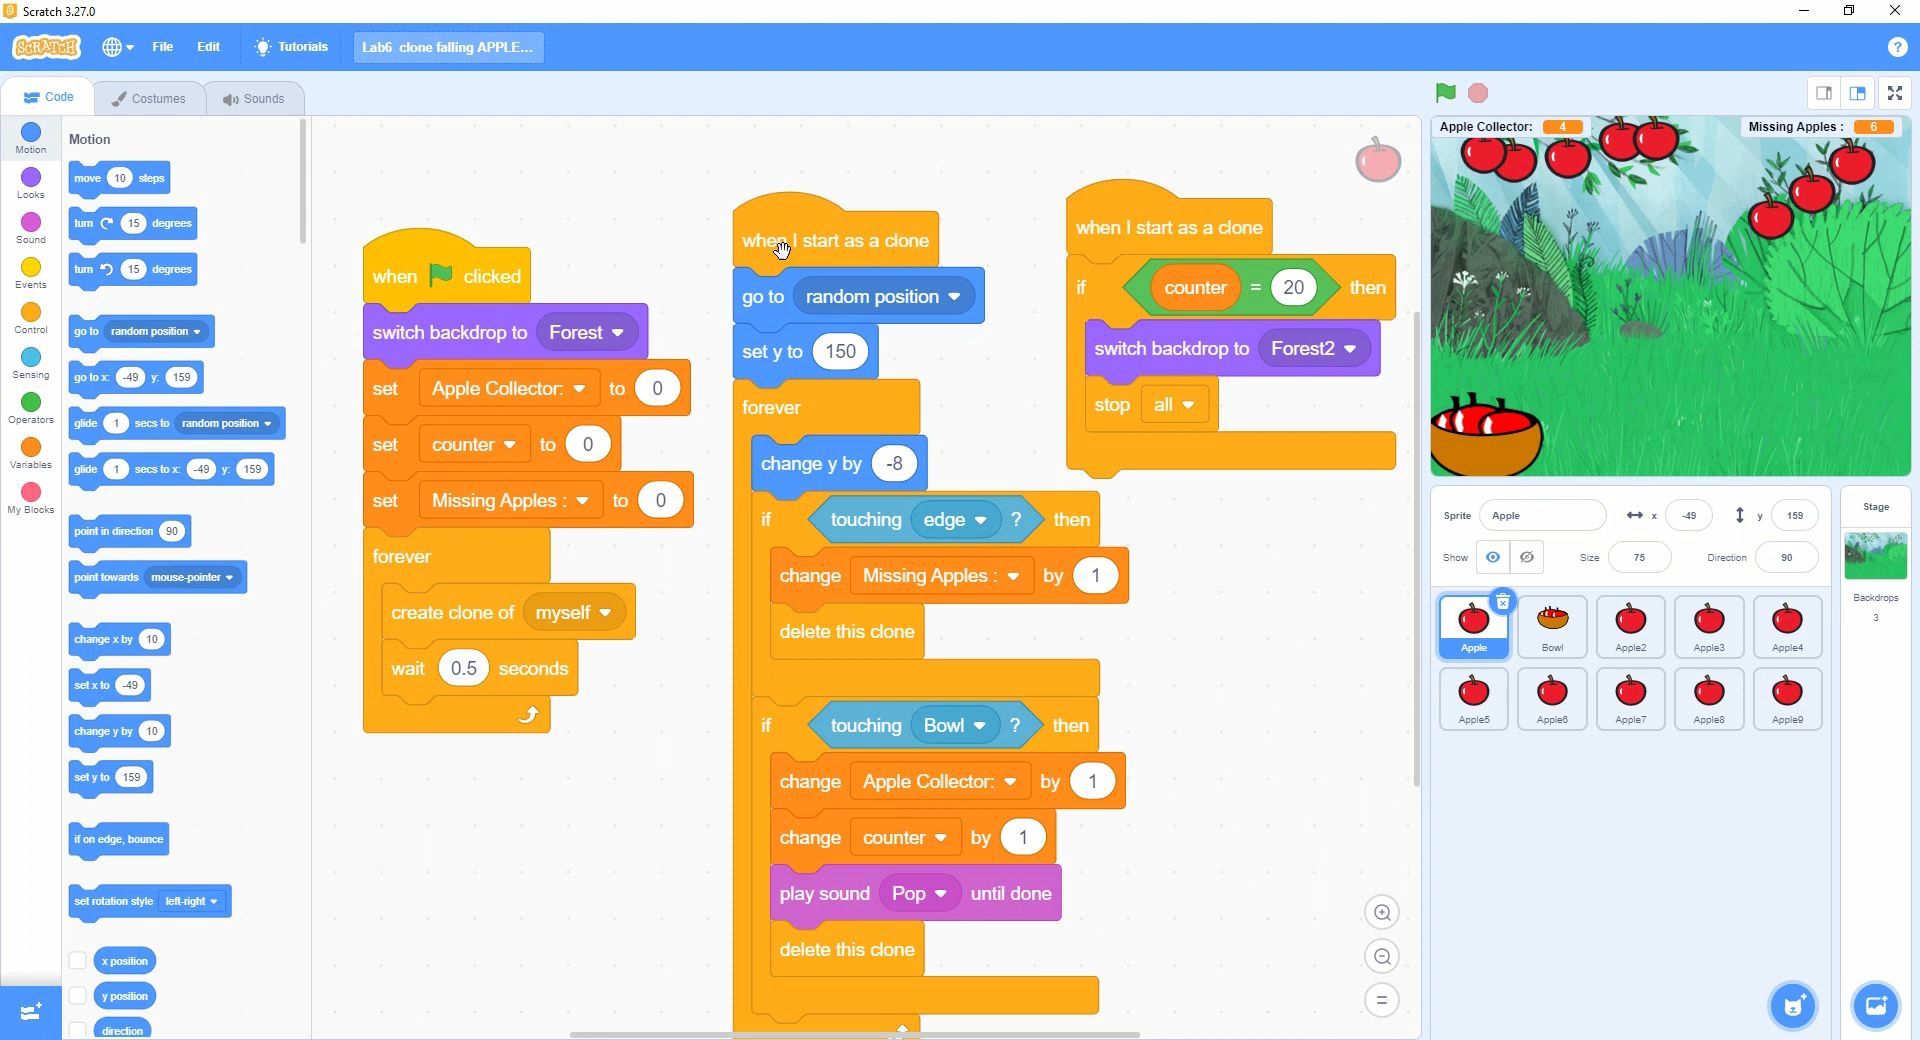 Scratch 3.27.0
SCRATCH File Edit Tutorials Lab6 clone falling APPLE...
Code Costumes Sounds
Motion
Looks
Sound
Events
Control
Sensing
Operators
Variables
My Blocks
Motion
move 10 steps
turn 15 degrees
turn 15 degrees
go to random position
go to x: -49 y: 159
glide 1 secs to random position
glide 1 secs to x: -49 y: 159
point in direction 90
point towards mouse-pointer
change x by 10
set x to -49
change y by 10
set y to 159
if on edge, bounce
set rotation style left-right
x position
y position
direction
when clicked
switch backdrop to Forest
set Apple Collector: to 0
set counter to 0
set Missing Apples : to 0
forever
create clone of myself
wait 0.5 seconds
when I start as a clone
go to random position
set y to 150
forever
change y by -8
if touching edge ? then
change Missing Apples : by 1
delete this clone
if touching Bowl ? then
change Apple Collector: by 1
change counter by 1
play sound Pop until done
delete this clone
when I start as a clone
if counter = 20 then
switch backdrop to Forest2
stop all
Apple Collector: 4
Missing Apples : 6
Sprite Apple x -49 y 159
Show Size 75 Direction 90
Apple Bowl Apple2 Apple3 Apple4
Apple5 Apple6 Apple7 Apple8 Apple9
Stage
Backdrops
3